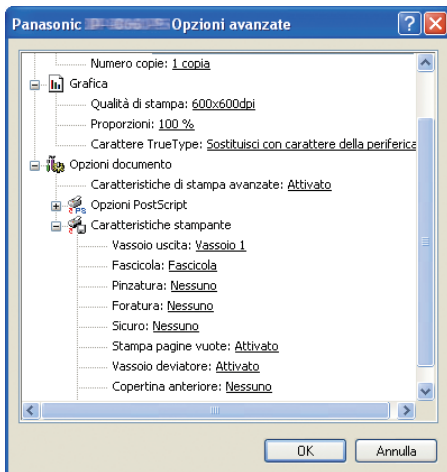 Panasonic Opzioni avanzate
Numero copie: 1 copia
Grafica
Qualità di stampa: 600x600dpi
Proporzioni: 100 %
Carattere TrueType: Sostituisci con carattere della periferica
Opzioni documento
Caratteristiche di stampa avanzate: Attivato
PS
Opzioni PostScript
Caratteristiche stampante
Vassoio uscita: Vassoio 1
Fascicola: Fascicola
Pinzatura: Nessuno
Foratura: Nessuno
Sicuro: Nessuno
Stampa pagine vuote: Attivato
Vassoio deviatore: Attivato
Copertina anteriore: Nessuno
OK
Annulla